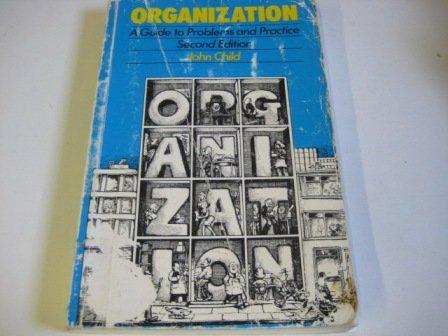 ORGANIZATION
A Guide to Problems and Practice
Second Edition
John Child
ORG
ANI
ZAT
ION